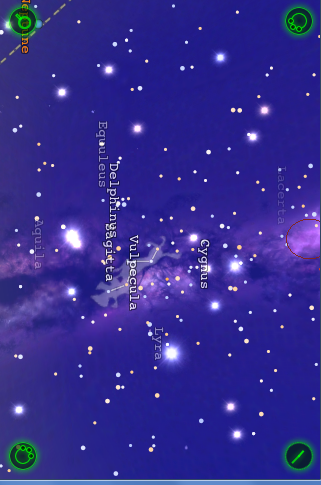 Equuleus
Delphinus
Sagitta
Vulpecula
Cygnus
Lacerta
Aquila
Lyra